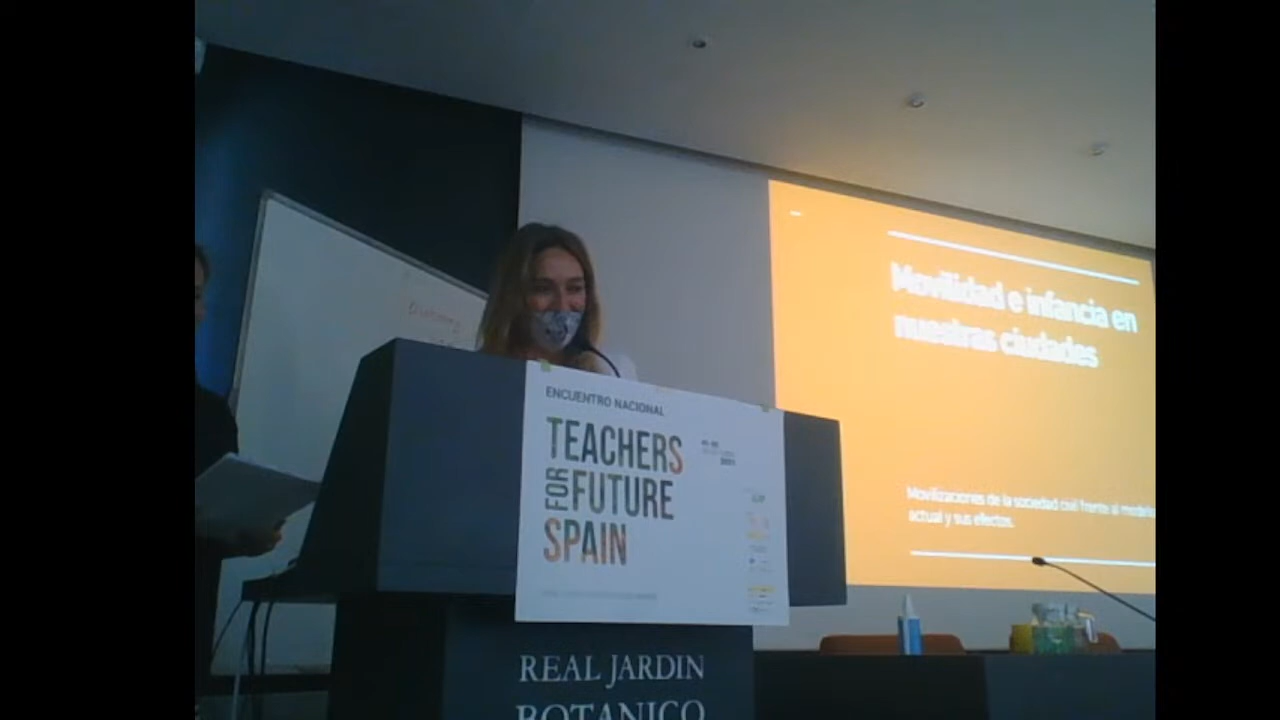 Movilidad e infancia en
nuestras ciudades
Movilizaciones de la sociedad civil frente al modelo
actual y sus efectos.
ENCUENTRO NACIONAL
TEACHERS
FOR FUTURE
SPAIN
2021
REAL JARDIN
BOTANICO